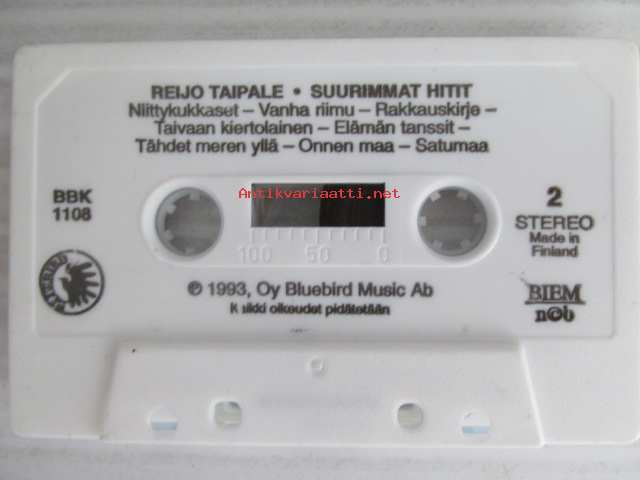 REIJO TAIPALE • SUURIMMAT HITIT
Niittykukkaset – Vanha riimu – Rakkauskirje –
Taivaan kiertolainen – Elämän tanssit –
Tähdet meren yllä – Onnen maa – Satumaa
BBK
1108
Antikvariaatti.net
2
STEREO
Made in
Finland
100 50 0
℗ 1993, Oy Bluebird Music Ab
K ikki oikeudet pidätetään
BIEM
n©b